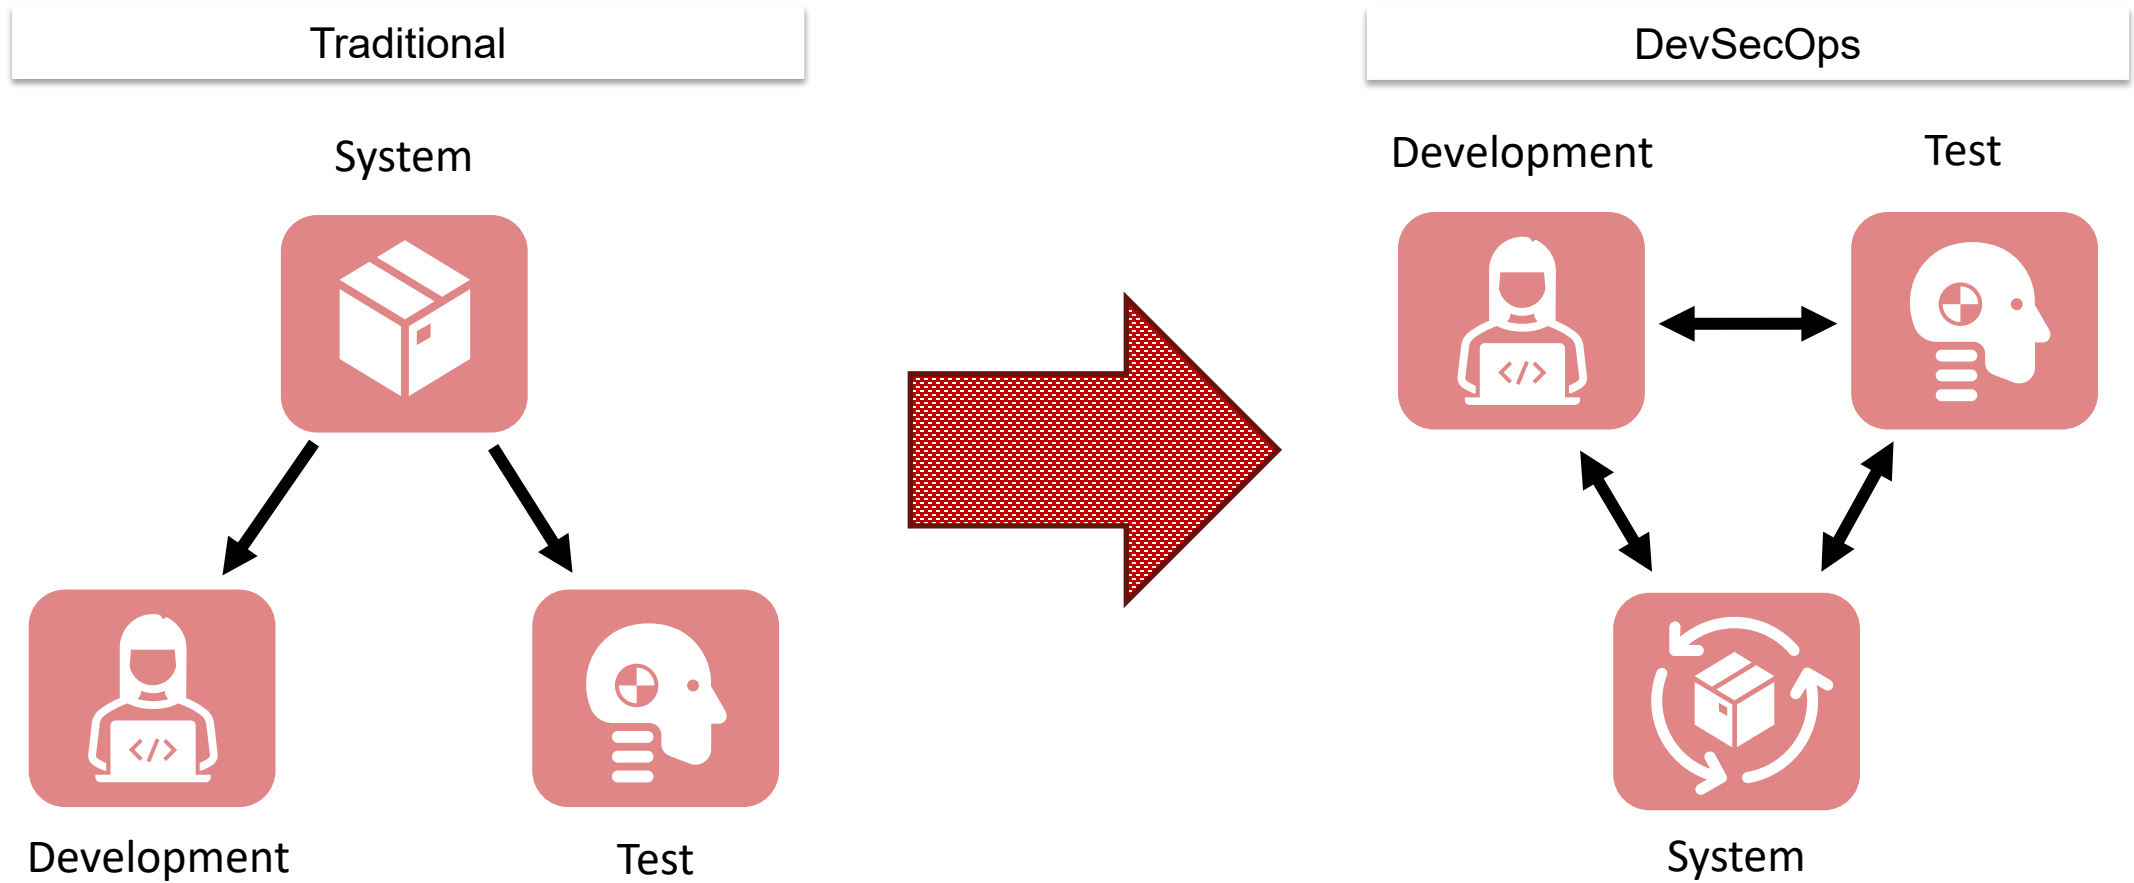 Traditional
System
Development
Test
DevSecOps
Development
Test
</>
</>
System